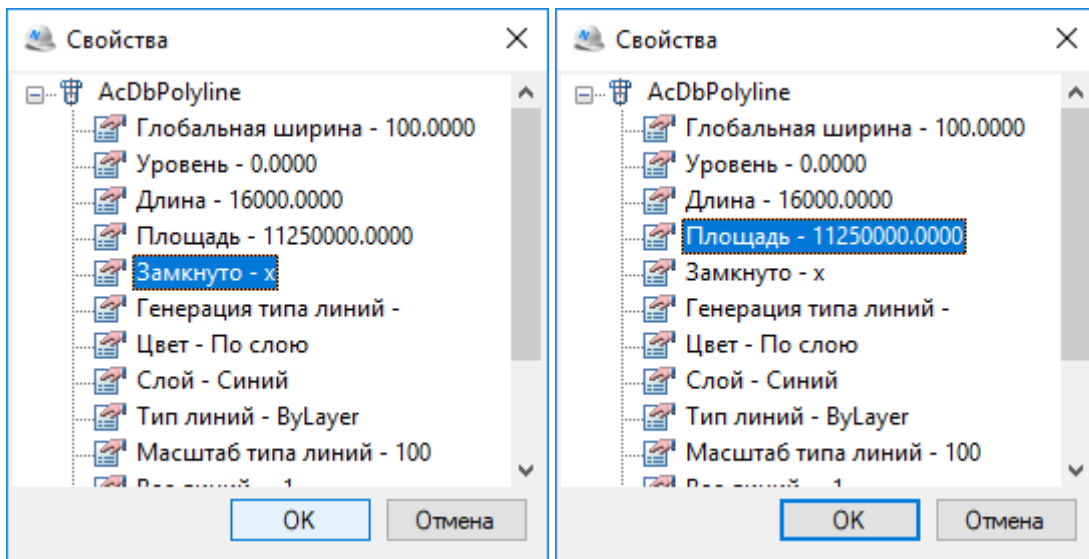 Свойства
AcDbPolyline
Глобальная ширина - 100.0000
Уровень - 0.0000
Длина - 16000.0000
Площадь - 11250000.0000
Замкнуто - x
Генерация типа линий -
Цвет - По слою
Слой - Синий
Тип линий - ByLayer
Масштаб типа линий - 100
OK
Отмена
Свойства
AcDbPolyline
Глобальная ширина - 100.0000
Уровень - 0.0000
Длина - 16000.0000
Площадь - 11250000.0000
Замкнуто - x
Генерация типа линий -
Цвет - По слою
Слой - Синий
Тип линий - ByLayer
Масштаб типа линий - 100
OK
Отмена